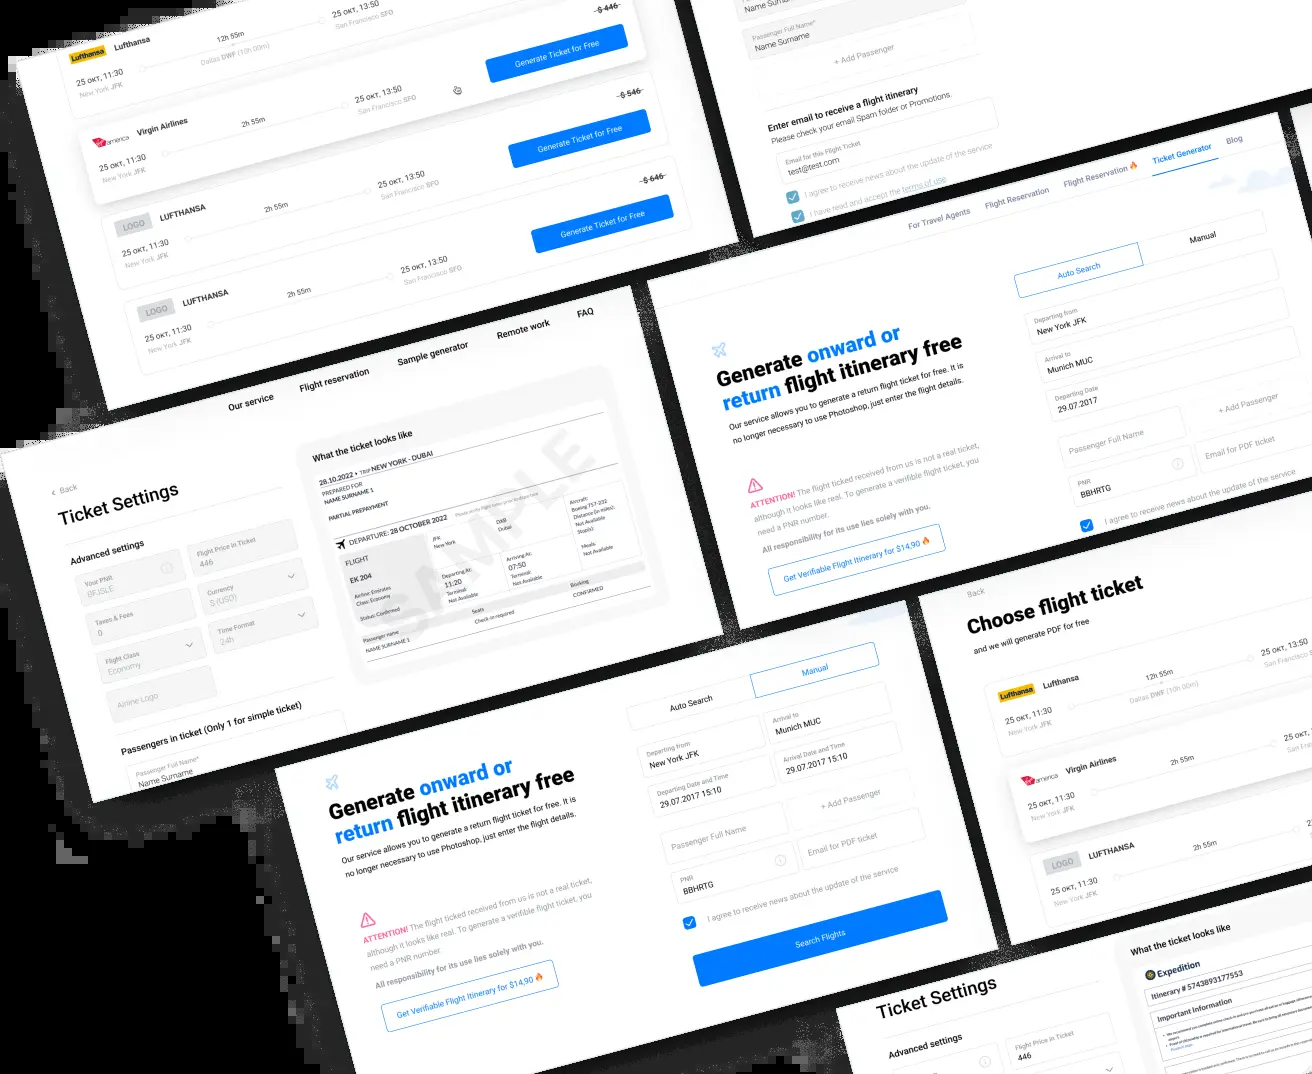 Lufthansa
Lufthansa
25 окт, 11:30
New York JFK
12h 55m
Dallas DWF (10h 00m)
25 окт, 13:50
San Francisco SFO
$ 446
Generate Ticket for Free
america
Virgin Airlines
25 окт, 11:30
New York JFK
2h 55m
25 окт, 13:50
San Francisco SFO
$ 546
Generate Ticket for Free
LOGO
LUFTHANSA
25 окт, 11:30
New York JFK
2h 55m
25 окт, 13:50
San Francisco SFO
$ 646
Generate Ticket for Free
LOGO
LUFTHANSA
25 окт, 11:30
New York JFK
2h 55m
25 окт, 13:50
San Francisco SFO
Name Surname
Passenger Full Name*
Name Surname
+ Add Passenger
Enter email to receive a flight itinerary
Please check your email Spam folder or Promotions.
Email for this Flight Ticket
test@test.com
I agree to receive news about the update of the service
I have read and accept the terms of use
For Travel Agents
Flight Reservation
Flight Reservation
Ticket Generator
Blog
Generate onward or
return flight itinerary free
Our service allows you to generate a return flight ticket for free. It is
no longer necessary to use Photoshop, just enter the flight details.
ATTENTION! The flight ticked received from us is not a real ticket,
although it looks like real. To generate a verifible flight ticket, you
need a PNR number.
All responsibility for its use lies solely with you.
Get Verifiable Flight Itinerary for $14,90
Auto Search
Manual
Departing from
New York JFK
Arrival to
Munich MUC
Departing Date
29.07.2017
Passenger Full Name
+ Add Passenger
PNR
BBHRTG
Email for PDF ticket
I agree to receive news about the update of the service
Our service
Flight reservation
Sample generator
Remote work
FAQ
Back
Ticket Settings
Advanced settings
Your PNR
0FJSLE
Flight Price in Ticket
446
Taxes & Fees
0
Currency
$ (USD)
Flight Class
Economy
Time Format
24h
Airline Logo
Passengers in ticket (Only 1 for simple ticket)
Passenger Full Name*
Name Surname
What the ticket looks like
28.10.2022 • TRIP NEW YORK - DUBAI
PREPARED FOR
NAME SURNAME 1
PARTIAL PREPAYMENT
DEPARTURE: 28 OCTOBER 2022
SAMPLE
FLIGHT
EK 204
Airline: Emirates
Class: Economy
Status: Confirmed
JFK
New York
DXB
Dubai
Departing At:
11:20
Terminal:
Not Available
Arriving At:
07:50
Terminal:
Not Available
Aircraft:
Boeing 757-232
Distance (in miles):
Not Available
Stop(s):
Meals:
Not Available
Passenger name
NAME SURNAME 1
Seats
Check-in required
Booking
CONFIRMED
Generate onward or
return flight itinerary free
Our service allows you to generate a return flight ticket for free. It is
no longer necessary to use Photoshop, just enter the flight details.
ATTENTION! The flight ticked received from us is not a real ticket,
although it looks like real. To generate a verifible flight ticket, you
need a PNR number
All responsibility for its use lies solely with you.
Get Verifiable Flight Itinerary for $14,90
Auto Search
Manual
Departing from
New York JFK
Arrival to
Munich MUC
Departing Date and Time
29.07.2017 15:10
Arrival Date and Time
29.07.2017 15:10
Passenger Full Name
+ Add Passenger
PNR
BBHRTG
Email for PDF ticket
I agree to receive news about the update of the service
Search Flights
Back
Choose flight ticket
and we will generate PDF for free
Lufthansa
Lufthansa
25 окт, 11:30
New York JFK
12h 55m
Dallas DWF (10h 00m)
25 окт, 13:50
San Francisco S
america
Virgin Airlines
25 окт, 11:30
New York JFK
2h 55m
25 окт,
San Fra
LOGO
LUFTHANSA
25 окт, 11:30
New York JFK
2h 55m
Ticket Settings
Advanced settings
Flight Price in Ticket
446
What the ticket looks like
Expedition
Itinerary # 5743893177553
Important Information